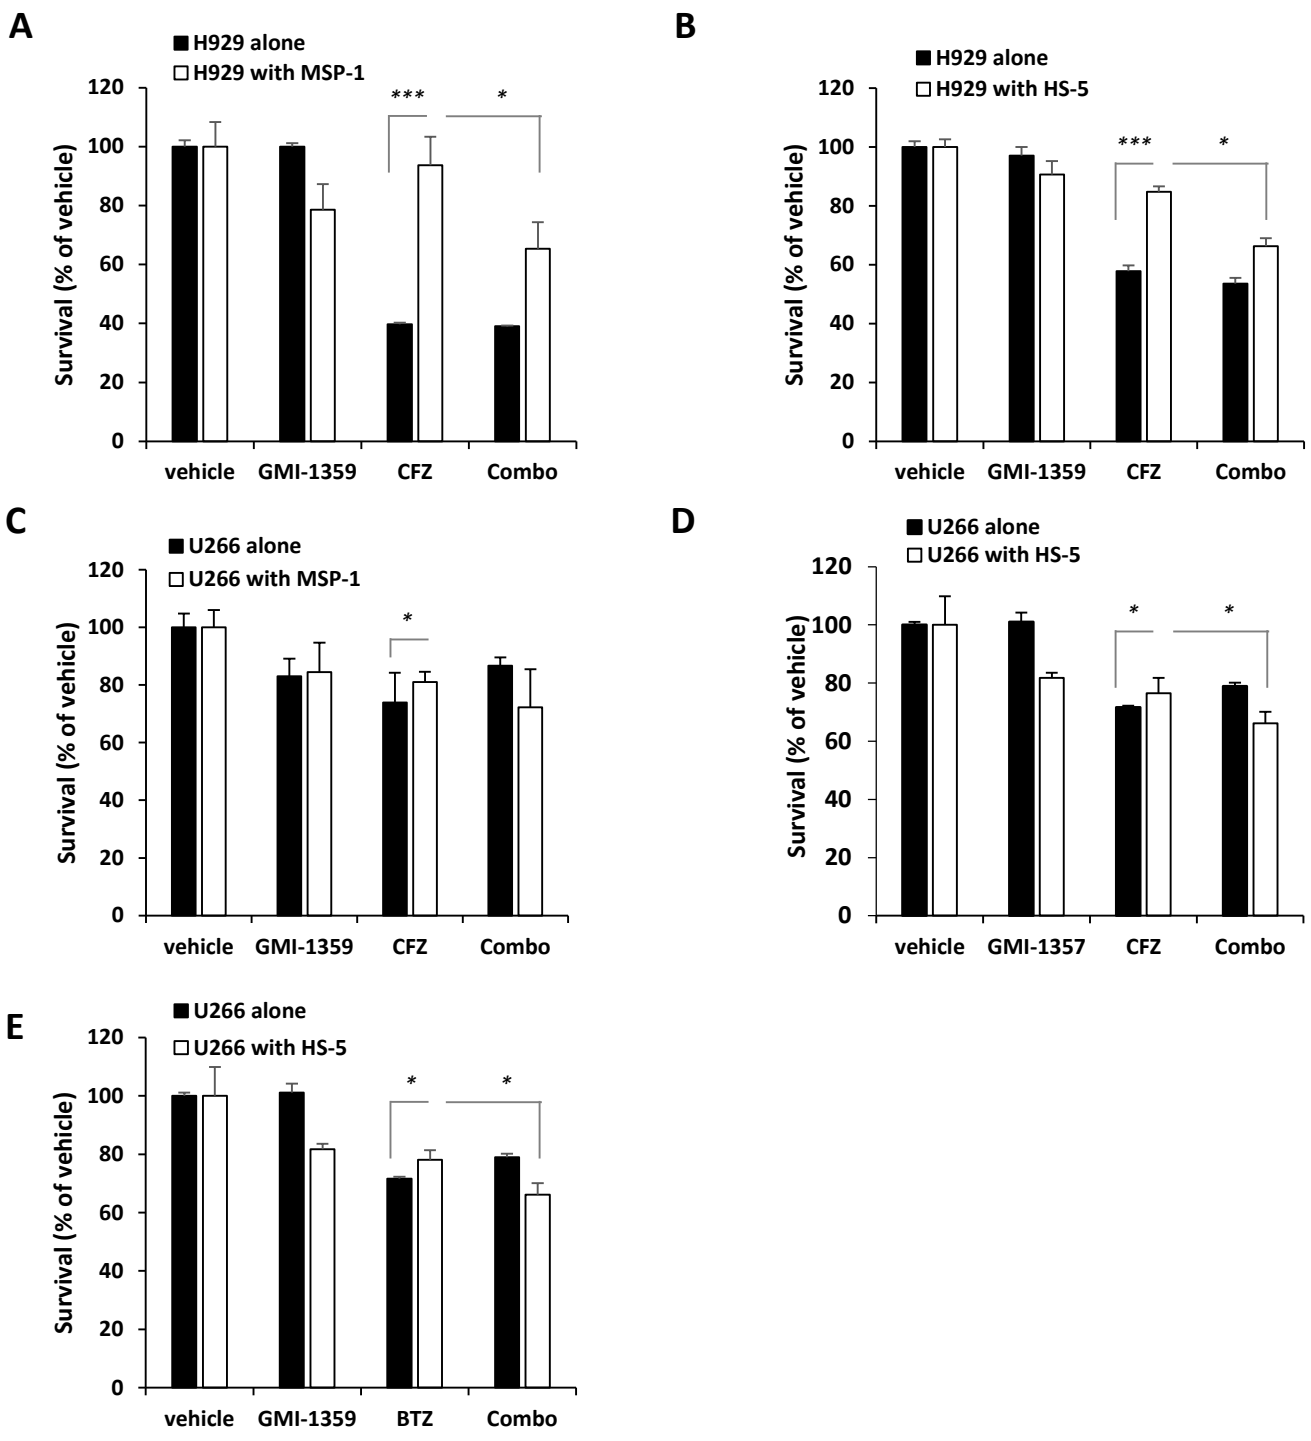 A
H929 alone
H929 with MSP-1
Survival (% of vehicle)
120
100
80
60
40
20
0
***
*
vehicle GMI-1359 CFZ Combo
B
H929 alone
H929 with HS-5
Survival (% of vehicle)
120
100
80
60
40
20
0
***
*
vehicle GMI-1359 CFZ Combo
C
U266 alone
U266 with MSP-1
Survival (% of vehicle)
120
100
80
60
40
20
0
*
vehicle GMI-1359 CFZ Combo
D
U266 alone
U266 with HS-5
Survival (% of vehicle)
120
100
80
60
40
20
0
*
*
vehicle GMI-1357 CFZ Combo
E
U266 alone
U266 with HS-5
Survival (% of vehicle)
120
100
80
60
40
20
0
*
*
vehicle GMI-1359 BTZ Combo